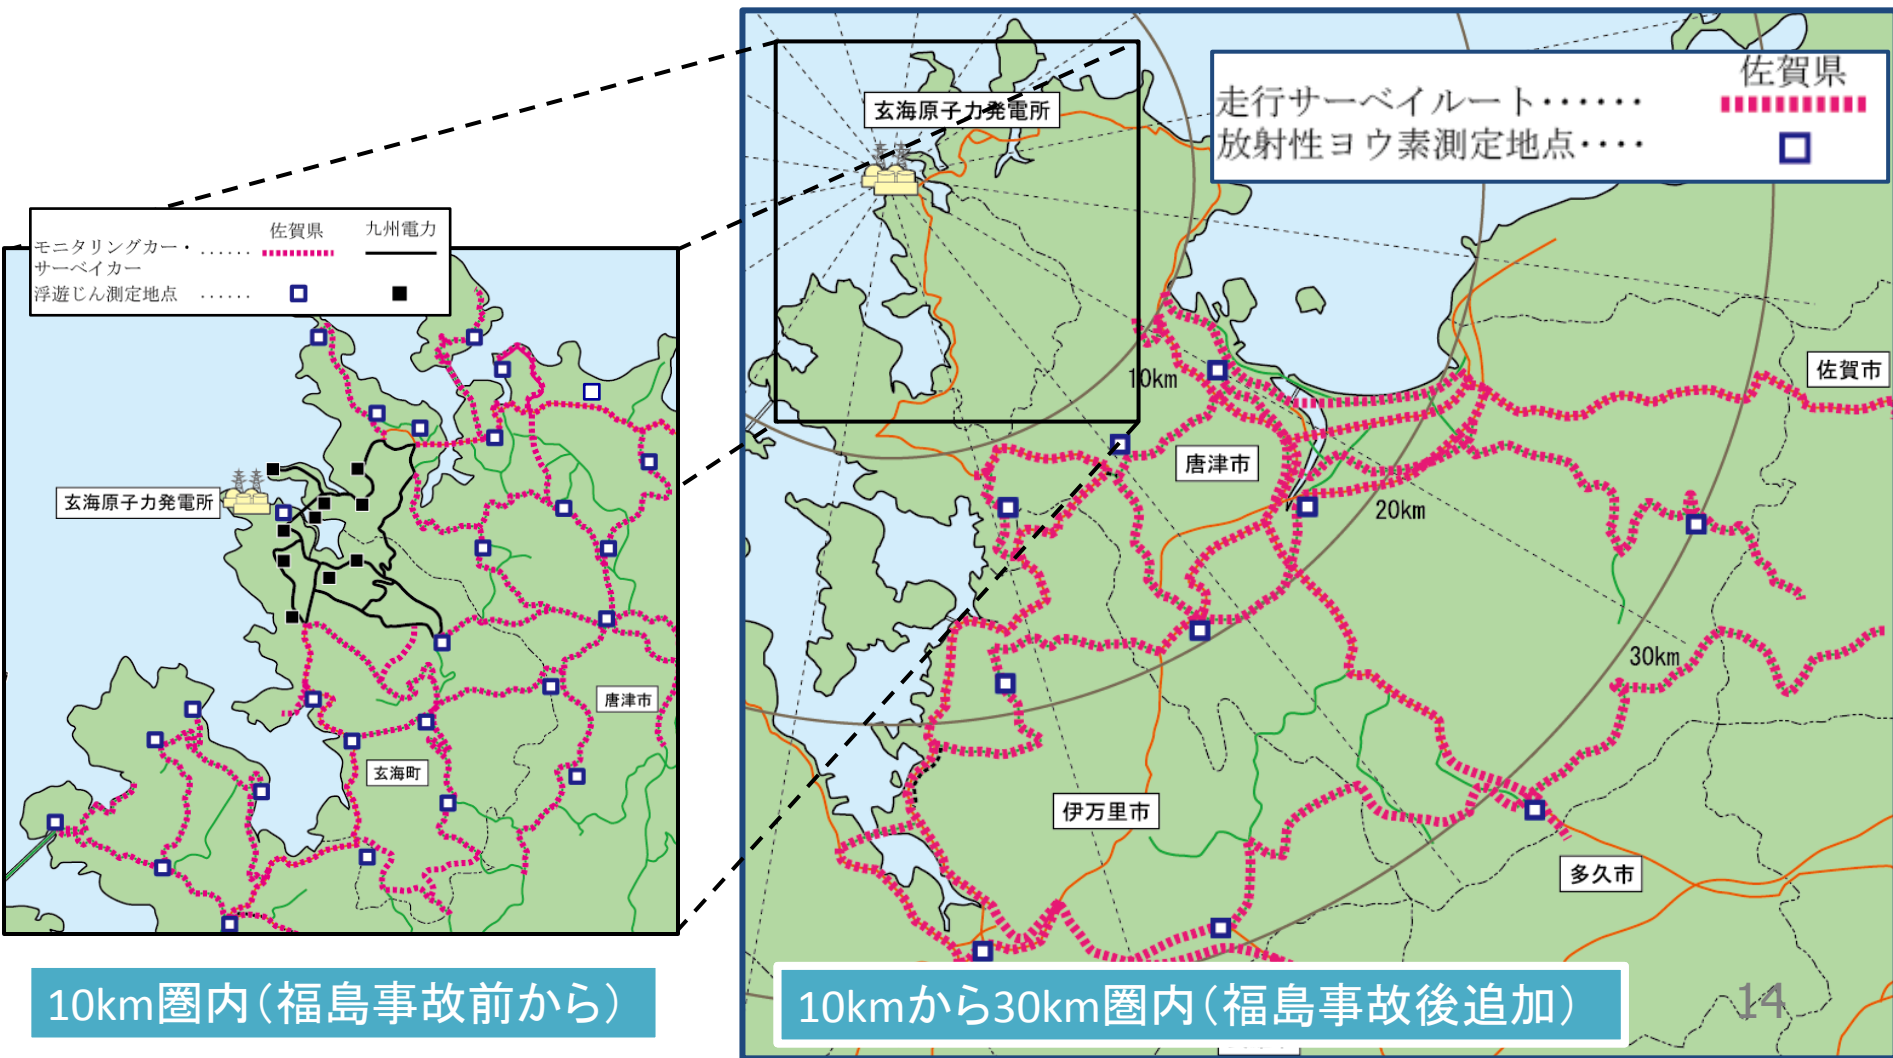 佐賀県 九州電力
モニタリングカー・ ......
サーベイカー
浮遊じん測定地点 ......
玄海原子力発電所
唐津市
玄海町
10km圏内（福島事故前から）
佐賀県
走行サーベイルート······
放射性ヨウ素測定地点····
玄海原子力発電所
佐賀市
10km
唐津市
20km
30km
伊万里市
多久市
10kmから30km圏内（福島事故後追加）
14